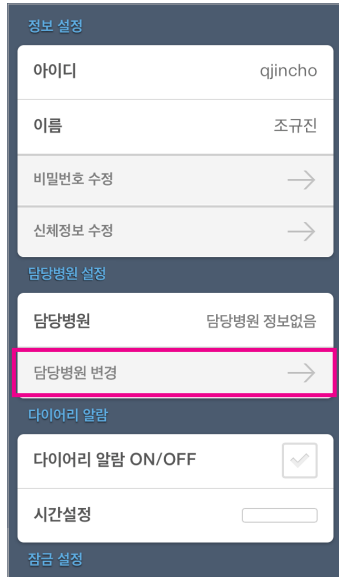 정보 설정
아이디 qjincho
이름 조규진
비밀번호 수정
신체정보 수정
담당병원 설정
담당병원 담당병원 정보없음
담당병원 변경
다이어리 알람
다이어리 알람 ON/OFF
시간설정
잠금 설정